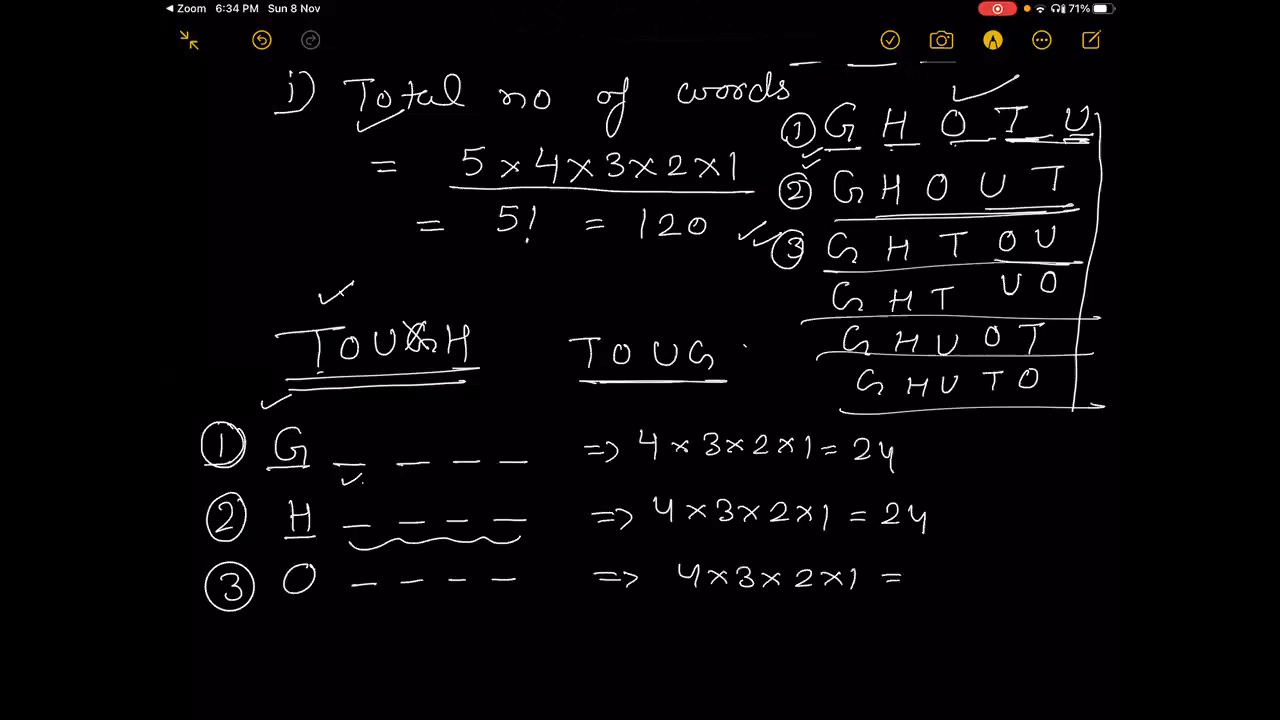 Zoom 6:34 PM Sun 8 Nov 71%
i) Total no of words
= 5 × 4 × 3 × 2 × 1
= 5! = 120
① G H O T U
② G H O U T
③ G H T O U
G H T U O
G H U O T
G H U T O
TOUGH TOUG
① G _ _ _ _ => 4 × 3 × 2 × 1 = 24
② H _ _ _ _ => 4 × 3 × 2 × 1 = 24
③ O _ _ _ _ => 4 × 3 × 2 × 1 =